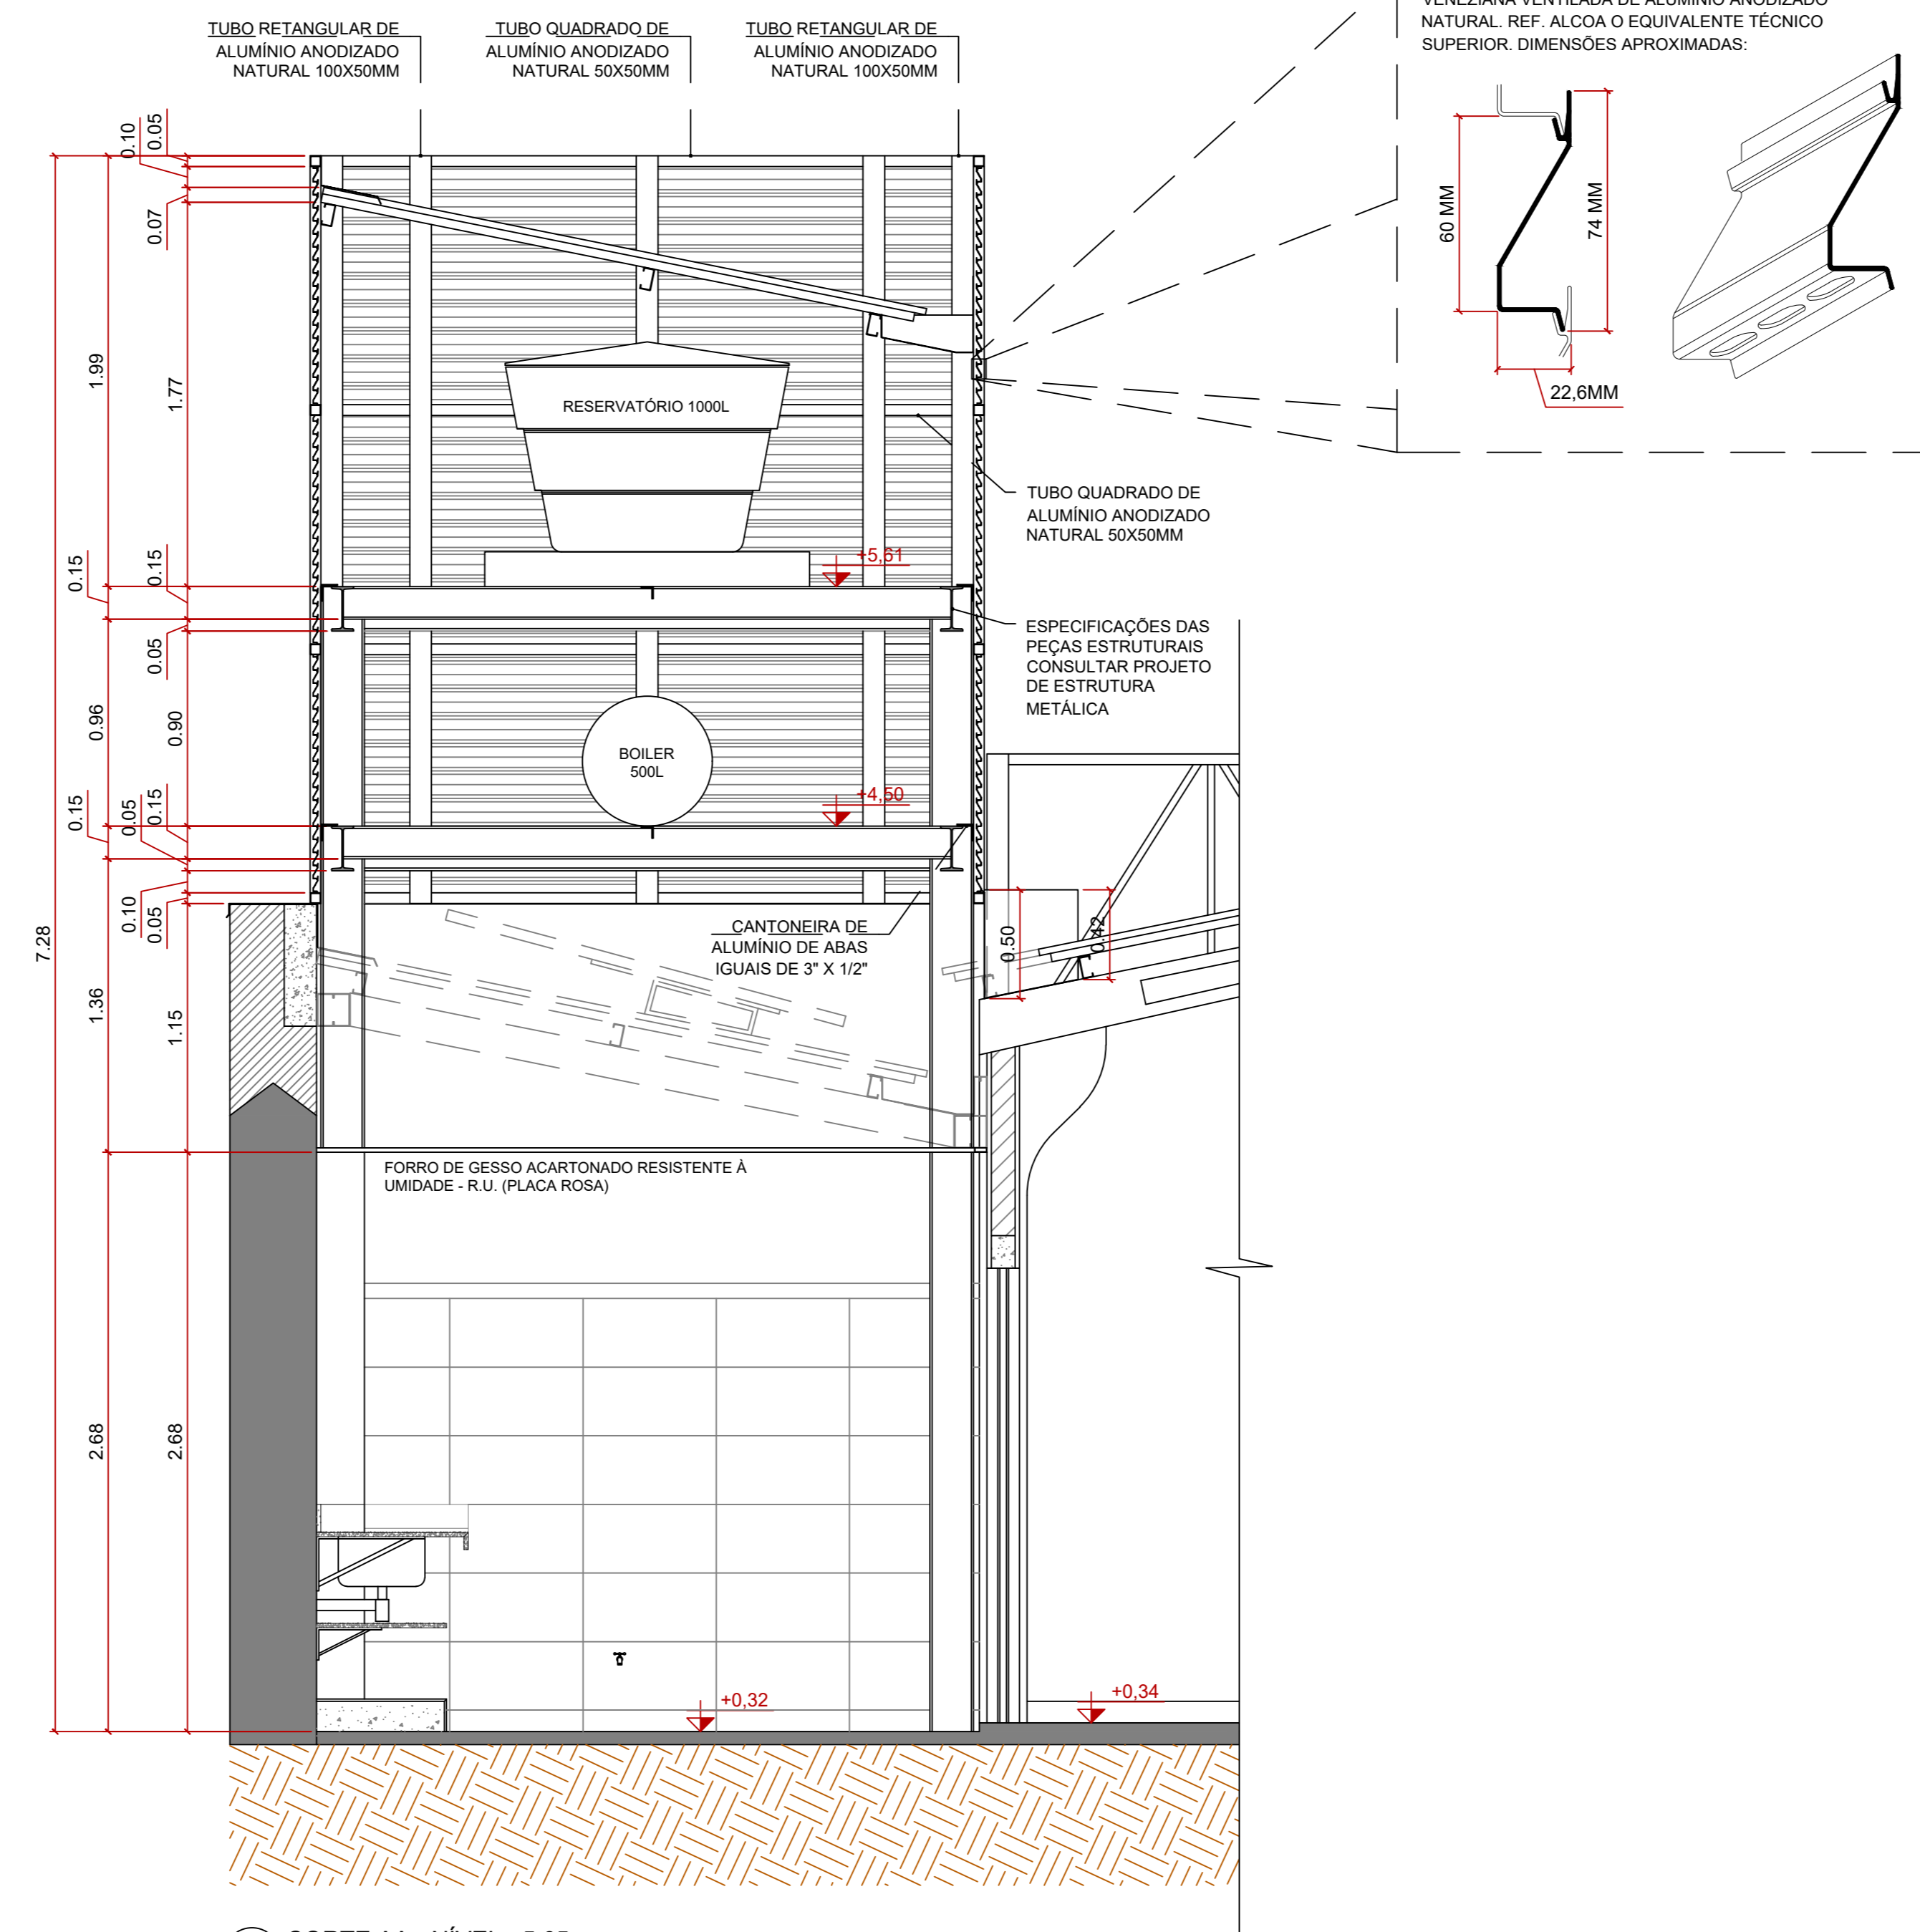 TUBO RETANGULAR DE
ALUMÍNIO ANODIZADO
NATURAL 100X50MM
TUBO QUADRADO DE
ALUMÍNIO ANODIZADO
NATURAL 50X50MM
TUBO RETANGULAR DE
ALUMÍNIO ANODIZADO
NATURAL 100X50MM
VENEZIANA VENTILADA DE ALUMÍNIO ANODIZADO
NATURAL. REF. ALCOA O EQUIVALENTE TÉCNICO
SUPERIOR. DIMENSÕES APROXIMADAS:
60 MM
74 MM
22,6MM
0.10
0.05
0.07
1.99
1.77
RESERVATÓRIO 1000L
TUBO QUADRADO DE
ALUMÍNIO ANODIZADO
NATURAL 50X50MM
+5,61
0.15
0.15
0.05
ESPECIFICAÇÕES DAS
PEÇAS ESTRUTURAIS
CONSULTAR PROJETO
DE ESTRUTURA
METÁLICA
0.96
0.90
BOILER
500L
+4,50
0.15
0.05
0.15
0.10
0.05
7.28
CANTONEIRA DE
ALUMÍNIO DE ABAS
IGUAIS DE 3" X 1/2"
0.50
0.42
1.36
1.15
FORRO DE GESSO ACARTONADO RESISTENTE À
UMIDADE - R.U. (PLACA ROSA)
2.68
2.68
+0,32
+0,34